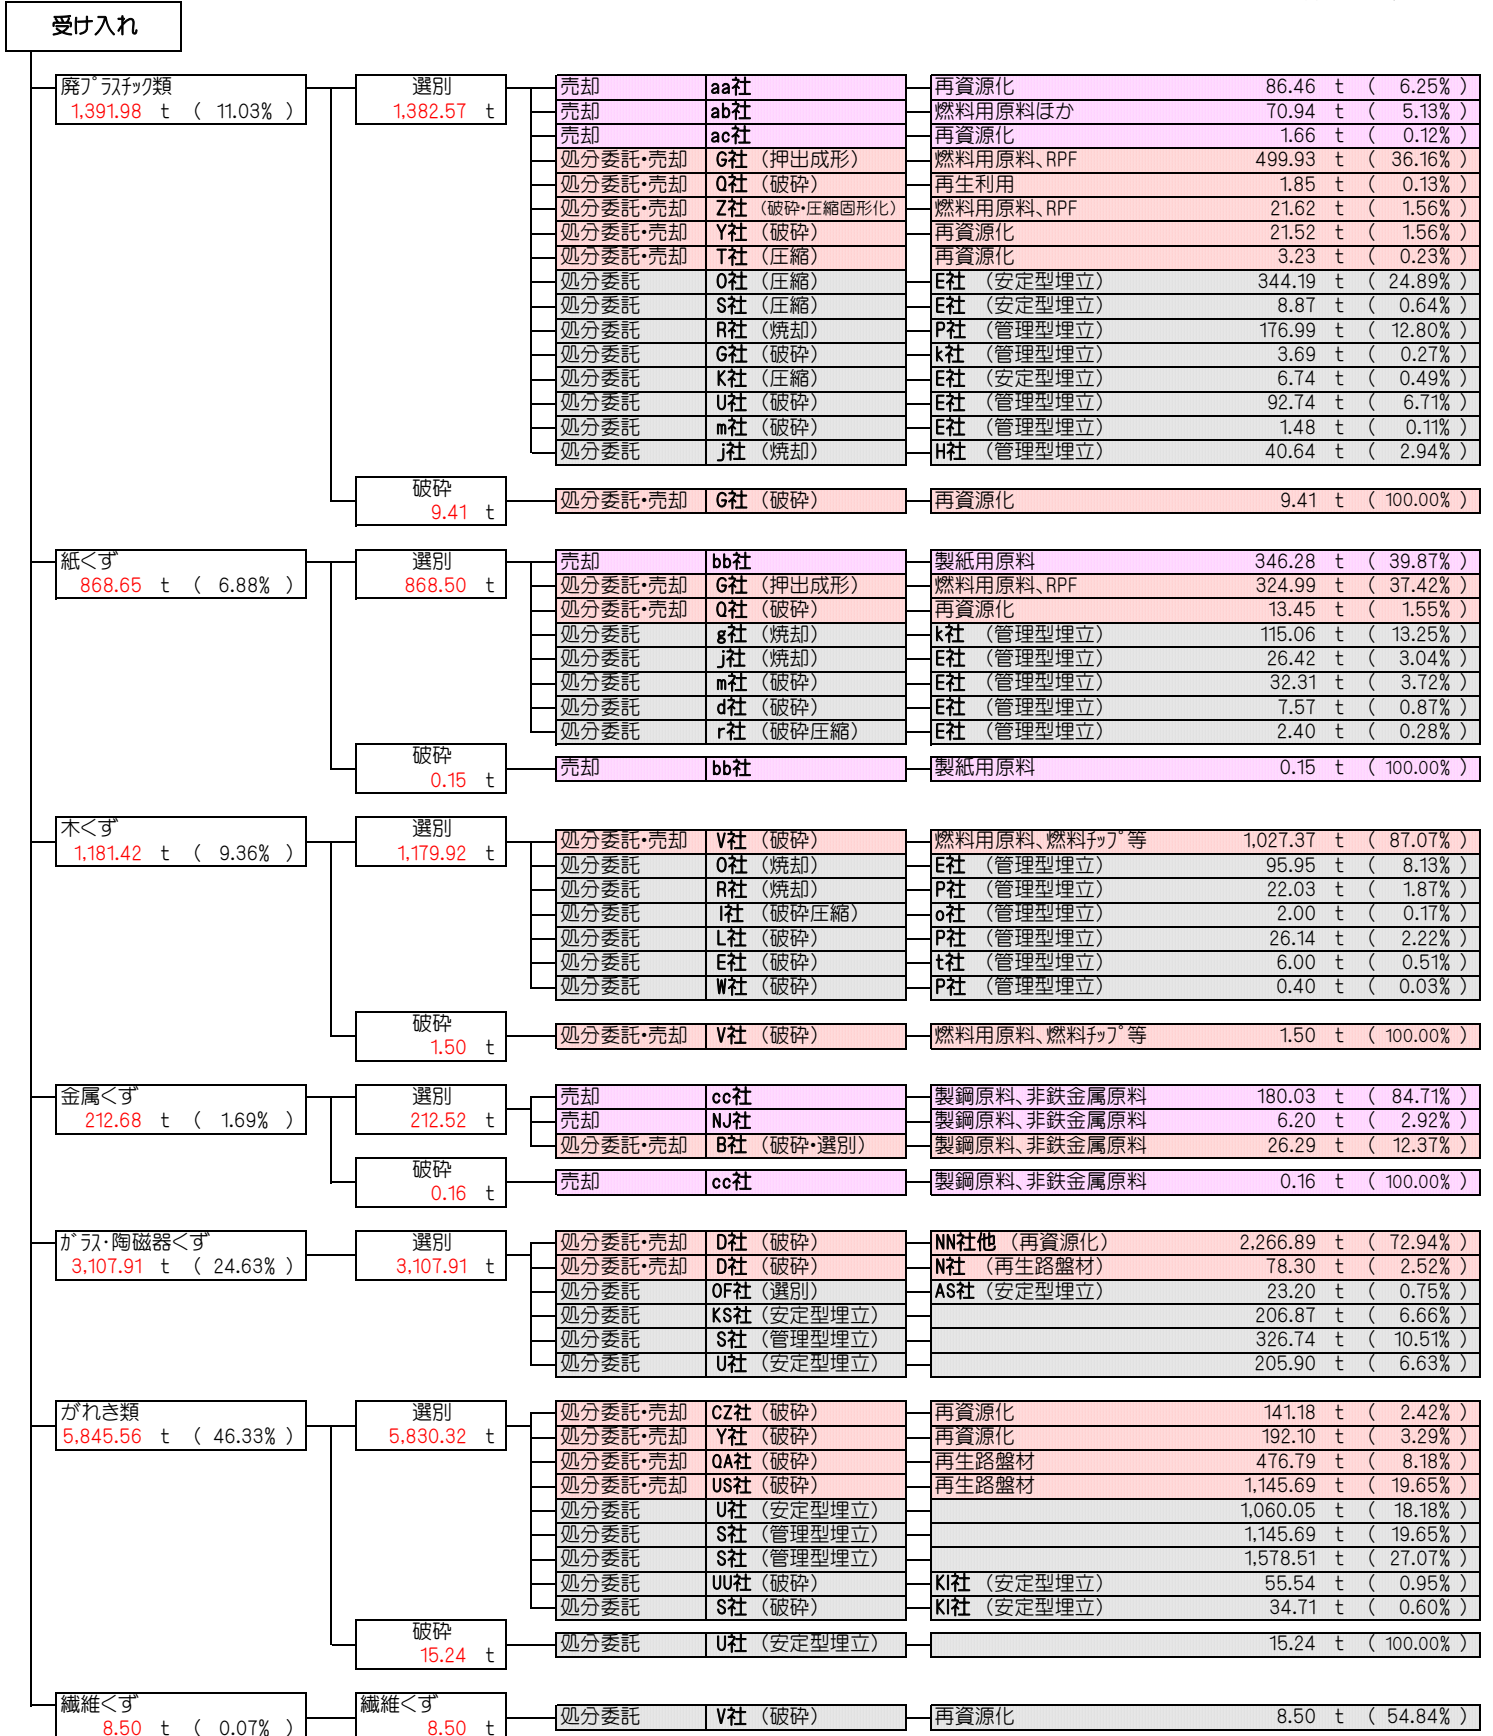 受け入れ
廃プラスチック類 選別 売却 aa社 再資源化 86.46 t ( 6.25% )
1,391.98 t ( 11.03% ) 1,382.57 t 売却 ab社 燃料用原料ほか 70.94 t ( 5.13% )
売却 ac社 再資源化 1.66 t ( 0.12% )
処分委託・売却 G社 (押出成形) 燃料用原料、RPF 499.93 t ( 36.16% )
処分委託・売却 Q社 (破砕) 再生利用 1.85 t ( 0.13% )
処分委託・売却 Z社 (破砕・圧縮固形化) 燃料用原料、RPF 21.62 t ( 1.56% )
処分委託・売却 Y社 (破砕) 再資源化 21.52 t ( 1.56% )
処分委託・売却 T社 (圧縮) 再資源化 3.23 t ( 0.23% )
処分委託 O社 (圧縮) E社 (安定型埋立) 344.19 t ( 24.89% )
処分委託 S社 (圧縮) E社 (安定型埋立) 8.87 t ( 0.64% )
処分委託 R社 (焼却) P社 (管理型埋立) 176.99 t ( 12.80% )
処分委託 G社 (破砕) k社 (管理型埋立) 3.69 t ( 0.27% )
処分委託 K社 (圧縮) E社 (安定型埋立) 6.74 t ( 0.49% )
処分委託 U社 (破砕) E社 (管理型埋立) 92.74 t ( 6.71% )
処分委託 m社 (破砕) E社 (管理型埋立) 1.48 t ( 0.11% )
処分委託 j社 (焼却) H社 (管理型埋立) 40.64 t ( 2.94% )
破砕
9.41 t 処分委託・売却 G社 (破砕) 再資源化 9.41 t ( 100.00% )
紙くず 選別 売却 bb社 製紙用原料 346.28 t ( 39.87% )
868.65 t ( 6.88% ) 868.50 t 処分委託・売却 G社 (押出成形) 燃料用原料、RPF 324.99 t ( 37.42% )
処分委託・売却 Q社 (破砕) 再資源化 13.45 t ( 1.55% )
処分委託 g社 (焼却) k社 (管理型埋立) 115.06 t ( 13.25% )
処分委託 j社 (焼却) E社 (管理型埋立) 26.42 t ( 3.04% )
処分委託 m社 (破砕) E社 (管理型埋立) 32.31 t ( 3.72% )
処分委託 d社 (破砕) E社 (管理型埋立) 7.57 t ( 0.87% )
処分委託 r社 (破砕圧縮) E社 (管理型埋立) 2.40 t ( 0.28% )
破砕
0.15 t 売却 bb社 製紙用原料 0.15 t ( 100.00% )
木くず 選別 処分委託・売却 V社 (破砕) 燃料用原料、燃料チップ等 1,027.37 t ( 87.07% )
1,181.42 t ( 9.36% ) 1,179.92 t 処分委託 O社 (焼却) E社 (管理型埋立) 95.95 t ( 8.13% )
処分委託 R社 (焼却) P社 (管理型埋立) 22.03 t ( 1.87% )
処分委託 I社 (破砕圧縮) o社 (管理型埋立) 2.00 t ( 0.17% )
処分委託 L社 (破砕) P社 (管理型埋立) 26.14 t ( 2.22% )
処分委託 E社 (破砕) t社 (管理型埋立) 6.00 t ( 0.51% )
処分委託 W社 (破砕) P社 (管理型埋立) 0.40 t ( 0.03% )
破砕
1.50 t 処分委託・売却 V社 (破砕) 燃料用原料、燃料チップ等 1.50 t ( 100.00% )
金属くず 選別 売却 cc社 製鋼原料、非鉄金属原料 180.03 t ( 84.71% )
212.68 t ( 1.69% ) 212.52 t 売却 NJ社 製鋼原料、非鉄金属原料 6.20 t ( 2.92% )
処分委託・売却 B社 (破砕・選別) 製鋼原料、非鉄金属原料 26.29 t ( 12.37% )
破砕
0.16 t 売却 cc社 製鋼原料、非鉄金属原料 0.16 t ( 100.00% )
ガラス・陶磁器くず 選別 処分委託・売却 D社 (破砕) NN社他 (再資源化) 2,266.89 t ( 72.94% )
3,107.91 t ( 24.63% ) 3,107.91 t 処分委託・売却 D社 (破砕) N社 (再生路盤材) 78.30 t ( 2.52% )
処分委託 OF社 (選別) AS社 (安定型埋立) 23.20 t ( 0.75% )
処分委託 KS社 (安定型埋立) 206.87 t ( 6.66% )
処分委託 S社 (管理型埋立) 326.74 t ( 10.51% )
処分委託 U社 (安定型埋立) 205.90 t ( 6.63% )
がれき類 選別 処分委託・売却 CZ社 (破砕) 再資源化 141.18 t ( 2.42% )
5,845.56 t ( 46.33% ) 5,830.32 t 処分委託・売却 Y社 (破砕) 再資源化 192.10 t ( 3.29% )
処分委託・売却 QA社 (破砕) 再生路盤材 476.79 t ( 8.18% )
処分委託・売却 US社 (破砕) 再生路盤材 1,145.69 t ( 19.65% )
処分委託 U社 (安定型埋立) 1,060.05 t ( 18.18% )
処分委託 S社 (管理型埋立) 1,145.69 t ( 19.65% )
処分委託 S社 (管理型埋立) 1,578.51 t ( 27.07% )
処分委託 UU社 (破砕) KI社 (安定型埋立) 55.54 t ( 0.95% )
処分委託 S社 (破砕) KI社 (安定型埋立) 34.71 t ( 0.60% )
破砕
15.24 t 処分委託 U社 (安定型埋立) 15.24 t ( 100.00% )
繊維くず 繊維くず
8.50 t ( 0.07% ) 8.50 t 処分委託 V社 (破砕) 再資源化 8.50 t ( 54.84% )